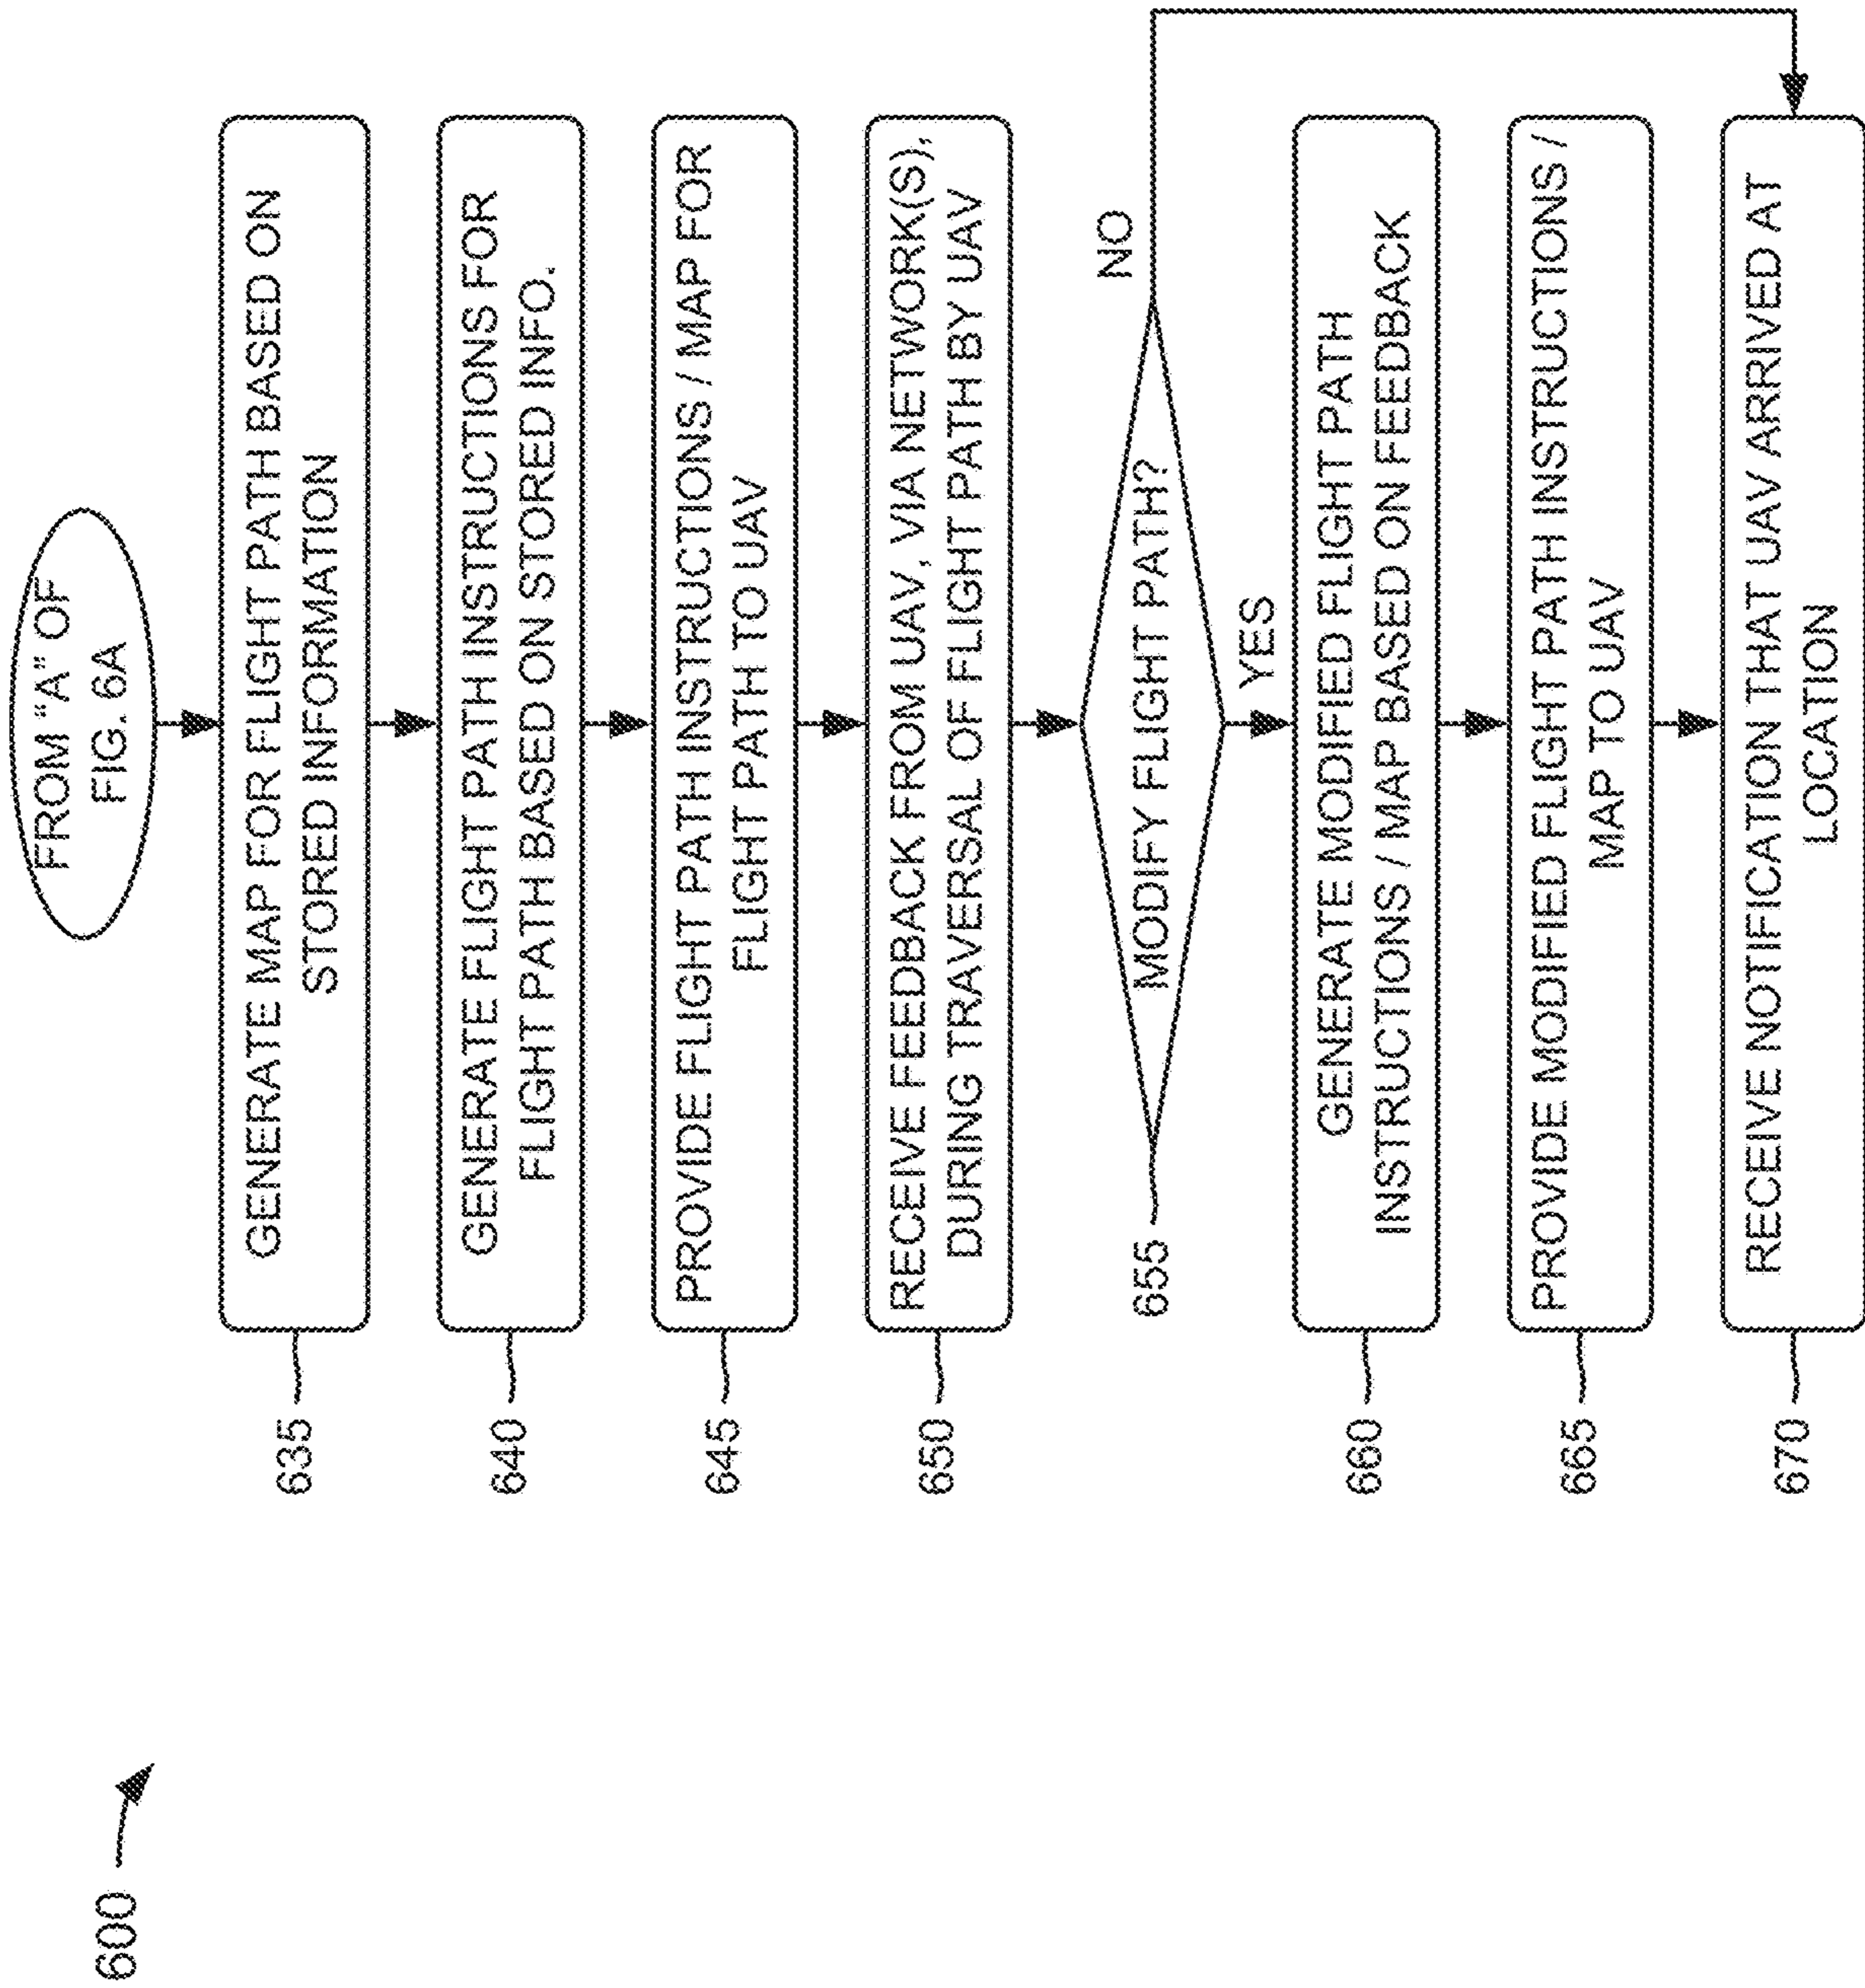 600
FROM "A" OF
FIG. 6A
635
GENERATE MAP FOR FLIGHT PATH BASED ON
STORED INFORMATION
640
GENERATE FLIGHT PATH INSTRUCTIONS FOR
FLIGHT PATH BASED ON STORED INFO.
645
PROVIDE FLIGHT PATH INSTRUCTIONS / MAP FOR
FLIGHT PATH TO UAV
650
RECEIVE FEEDBACK FROM UAV, VIA NETWORK(S),
DURING TRAVERSAL OF FLIGHT PATH BY UAV
655
MODIFY FLIGHT PATH?
NO
YES
660
GENERATE MODIFIED FLIGHT PATH
INSTRUCTIONS / MAP BASED ON FEEDBACK
665
PROVIDE MODIFIED FLIGHT PATH INSTRUCTIONS /
MAP TO UAV
670
RECEIVE NOTIFICATION THAT UAV ARRIVED AT
LOCATION